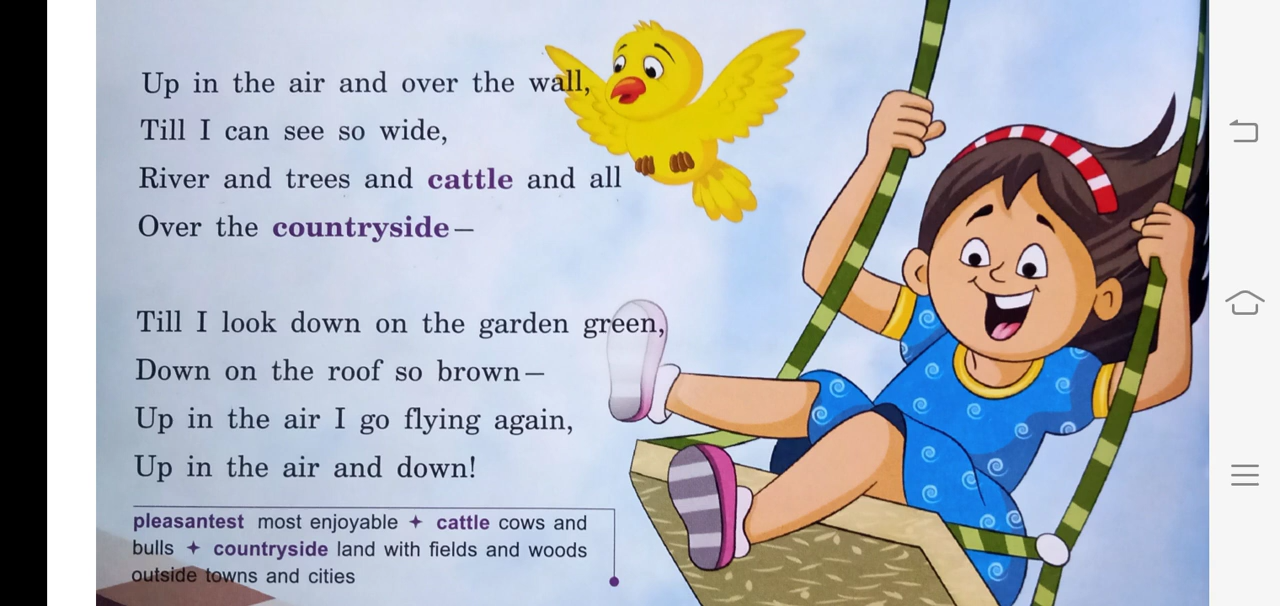 Up in the air and over the wall,
Till I can see so wide,
River and trees and cattle and all
Over the countryside—
Till I look down on the garden green,
Down on the roof so brown—
Up in the air I go flying again,
Up in the air and down!
pleasantest most enjoyable ✦ cattle cows and
bulls ✦ countryside land with fields and woods
outside towns and cities